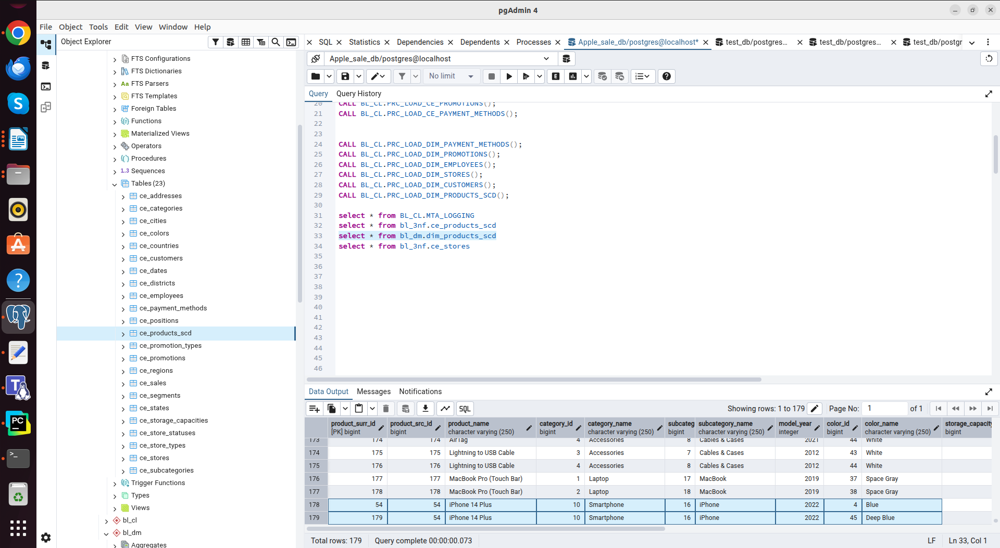 pgAdmin 4
File Object Tools Edit View Window Help
Object Explorer
SQL Statistics Dependencies Dependents Processes Apple_sale_db/postgres@localhost* test_db/postgres... test_db/postgres... test_db/postgr
FTS Configurations
FTS Dictionaries
Aa FTS Parsers
FTS Templates
Foreign Tables
Functions
Materialized Views
Operators
Procedures
1.3 Sequences
Tables (23)
ce_addresses
ce_categories
ce_cities
ce_colors
ce_countries
ce_customers
ce_dates
ce_districts
ce_employees
ce_payment_methods
ce_positions
ce_products_scd
ce_promotion_types
ce_promotions
ce_regions
ce_sales
ce_segments
ce_states
ce_storage_capacities
ce_store_statuses
ce_store_types
ce_stores
ce_subcategories
Trigger Functions
Types
Views
bl_cl
bl_dm
Aggregates
Apple_sale_db/postgres@localhost
No limit
E
Query Query History
20 CALL BL_CL.PRC_LOAD_CE_PROMOTIONS();
21 CALL BL_CL.PRC_LOAD_CE_PAYMENT_METHODS();
22
23
24 CALL BL_CL.PRC_LOAD_DIM_PAYMENT_METHODS();
25 CALL BL_CL.PRC_LOAD_DIM_PROMOTIONS();
26 CALL BL_CL.PRC_LOAD_DIM_EMPLOYEES();
27 CALL BL_CL.PRC_LOAD_DIM_STORES();
28 CALL BL_CL.PRC_LOAD_DIM_CUSTOMERS();
29 CALL BL_CL.PRC_LOAD_DIM_PRODUCTS_SCD();
30
31 select * from BL_CL.MTA_LOGGING
32 select * from bl_3nf.ce_products_scd
33 select * from bl_dm.dim_products_scd
34 select * from bl_3nf.ce_stores
35
36
37
38
39
40
41
42
43
44
45
46
Data Output Messages Notifications
SQL Showing rows: 1 to 179 Page No: 1 of 1
product_surr_id product_src_id product_name category_id category_name subcateg subcategory_name model_year color_id color_name storage_capacity
[PK] bigint bigint character varying (250) bigint character varying (250) bigint character varying (250) integer bigint character varying (250) bigint
173 174 174 AirTag 4 Accessories 8 Cables & Cases 2021 44 White
174 175 175 Lightning to USB Cable 3 Accessories 7 Cables & Cases 2012 43 White
175 176 176 Lightning to USB Cable 4 Accessories 8 Cables & Cases 2012 44 White
176 177 177 MacBook Pro (Touch Bar) 1 Laptop 17 MacBook 2019 37 Space Gray
177 178 178 MacBook Pro (Touch Bar) 2 Laptop 18 MacBook 2019 38 Space Gray
178 54 54 iPhone 14 Plus 10 Smartphone 16 iPhone 2022 4 Blue
179 179 54 iPhone 14 Plus 10 Smartphone 16 iPhone 2022 45 Deep Blue
Total rows: 179 Query complete 00:00:00.073 LF Ln 33, Col 1